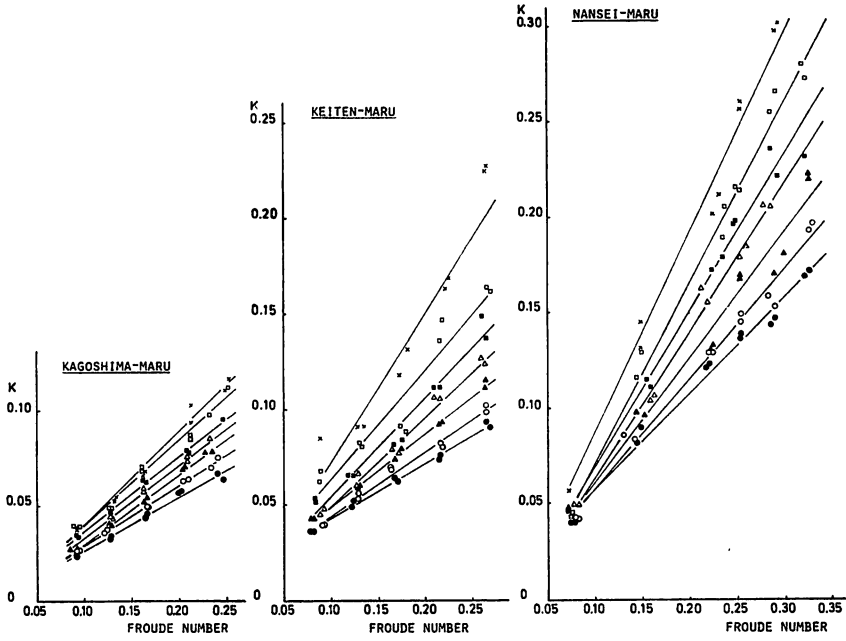 KAGOSHIMA-MARU
K
0.10
0.05
0
0.05 0.10 0.15 0.20 0.25
FROUDE NUMBER
KEITEN-MARU
K
0.25
0.20
0.15
0.10
0.05
0
0.05 0.10 0.15 0.20 0.25
FROUDE NUMBER
NANSEI-MARU
K
0.30
0.25
0.20
0.15
0.10
0.05
0
0.05 0.10 0.15 0.20 0.25 0.30 0.35
FROUDE NUMBER